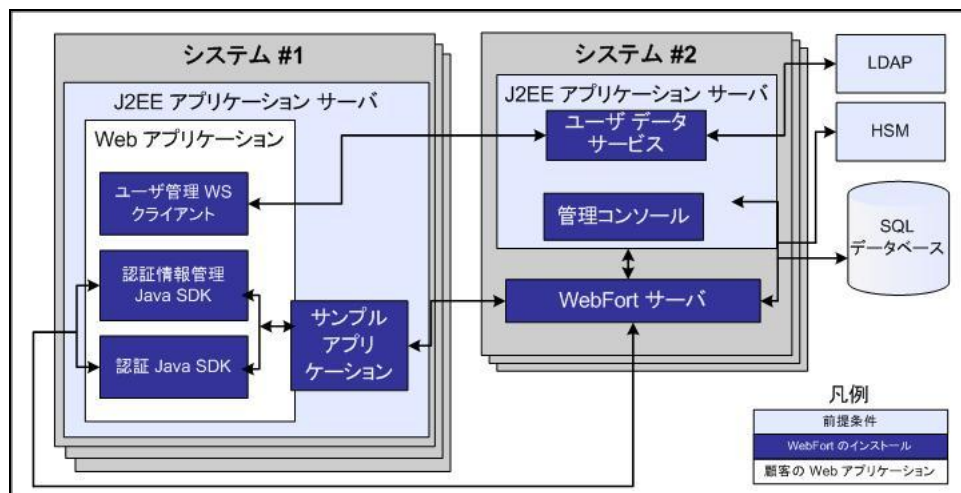 システム #1
J2EE アプリケーション サーバ
Web アプリケーション
ユーザ管理 WS
クライアント
認証情報管理
Java SDK
認証 Java SDK
サンプル
アプリ
ケーション
システム #2
J2EE アプリケーション サーバ
ユーザ データ
サービス
管理コンソール
WebFort サーバ
LDAP
HSM
SQL
データベース
凡例
前提条件
WebFort のインストール
顧客の Web アプリケーション